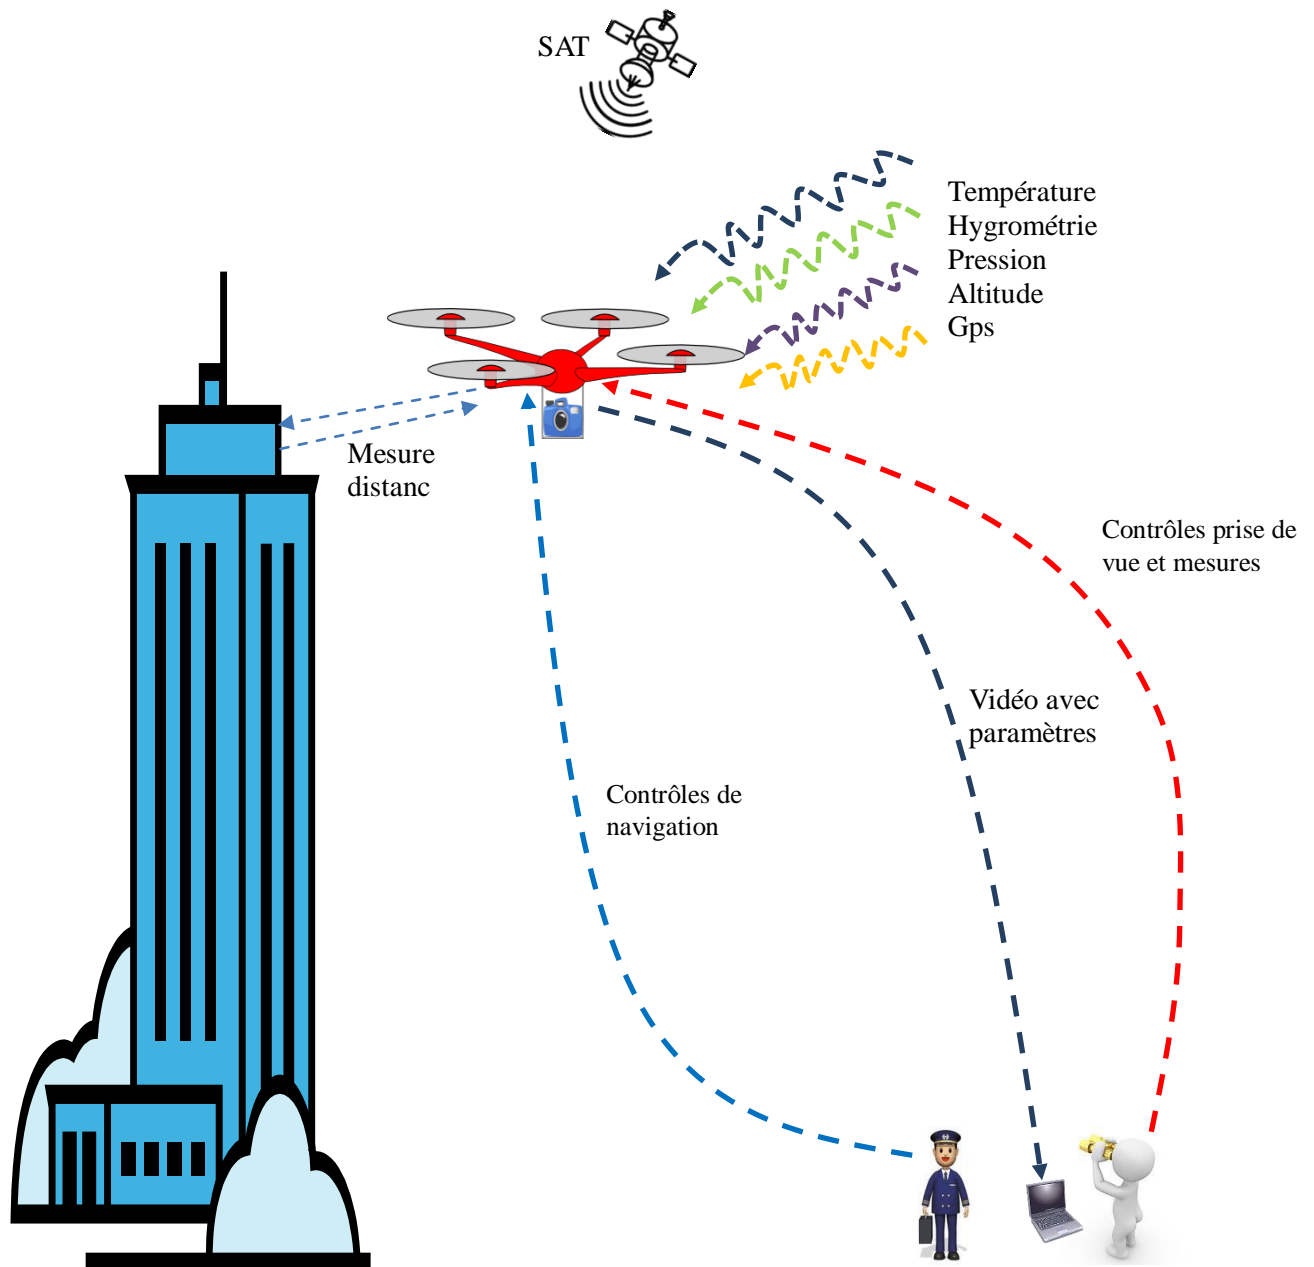 SAT
Température
Hygrométrie
Pression
Altitude
Gps
Mesure
distanc
Contrôles prise de
vue et mesures
Vidéo avec
paramètres
Contrôles de
navigation